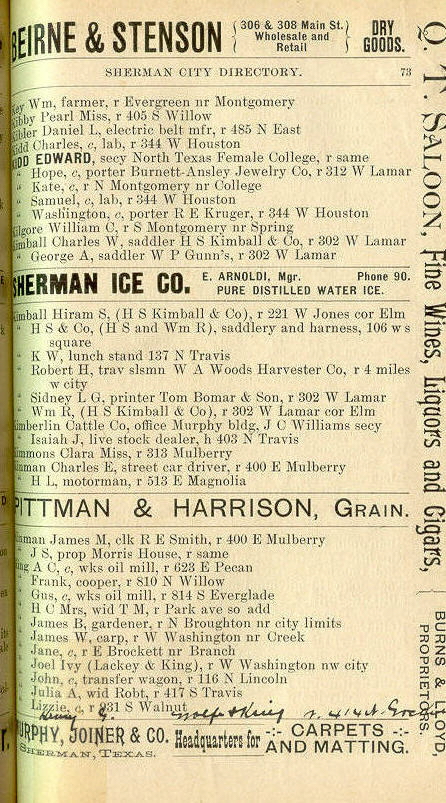 BEIRNE & STENSON { 306 & 308 Main St. Wholesale and Retail } DRY GOODS.
SHERMAN CITY DIRECTORY. 73
Key Wm, farmer, r Evergreen nr Montgomery
Kibby Pearl Miss, r 405 S Willow
Kibler Daniel L, electric belt mfr, r 485 N East
Kidd Charles, c, lab, r 344 W Houston
KIDD EDWARD, secy North Texas Female College, r same
" Hope, c, porter Burnett-Ansley Jewelry Co, r 312 W Lamar
" Kate, c, r N Montgomery nr College
" Samuel, c, lab, r 344 W Houston
" Washington, c, porter R E Kruger, r 344 W Houston
Kilgore William C, r S Montgomery nr Spring
Kimball Charles W, saddler H S Kimball & Co, r 302 W Lamar
" George A, saddler W P Gunn's, r 302 W Lamar
SHERMAN ICE CO. E. ARNOLDI, Mgr. Phone 90.
PURE DISTILLED WATER ICE.
Kimball Hiram S, (H S Kimball & Co), r 221 W Jones cor Elm
" H S & Co, (H S and Wm R), saddlery and harness, 106 w s
square
" K W, lunch stand 137 N Travis
" Robert H, trav slsmn W A Woods Harvester Co, r 4 miles
w city
" Sidney L G, printer Tom Bomar & Son, r 302 W Lamar
" Wm R, (H S Kimball & Co), r 302 W Lamar cor Elm
Kimberlin Cattle Co, office Murphy bldg, J C Williams secy
" Isaiah J, live stock dealer, h 403 N Travis
Kimmons Clara Miss, r 313 Mulberry
Kinman Charles E, street car driver, r 400 E Mulberry
" H L, motorman, r 513 E Magnolia
PITTMAN & HARRISON, GRAIN.
Kinman James M, clk R E Smith, r 400 E Mulberry
" J S, prop Morris House, r same
King A C, c, wks oil mill, r 623 E Pecan
" Frank, cooper, r 810 N Willow
" Gus, c, wks oil mill, r 814 S Everglade
" H C Mrs, wid T M, r Park ave so add
" James B, gardener, r N Broughton nr city limits
" James W, carp, r W Washington nr Creek
" Jane, c, r E Brockett nr Branch
" Joel Ivy (Lackey & King), r W Washington nw city
" John, c, transfer wagon, r 116 N Lincoln
" Julia A, wid Robt, r 417 S Travis
" Lizzie, c, r 931 S Walnut
Henry G. Wolfe & King r. 414 N.
MURPHY, JOINER & CO. Headquarters for -:- CARPETS -:-
SHERMAN, TEXAS. AND MATTING.
Q. T. SALOON, Fine Wines, Liquors and Cigars, { BURNS & LLOYD, PROPRIETORS.